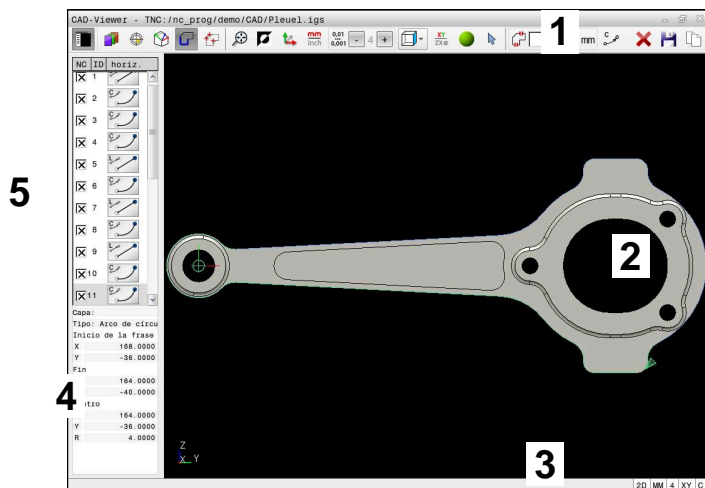 CAD-Viewer - TNC:/nc_prog/demo/CAD/Pleuel.igs
1
mm
inch
0,01
0,001
- 4 +
XY
ZX
mm
5
NC ID horiz.
1
2
3
4
5
6
7
8
9
10
11
2
Capa:
Tipo: Arco de círcu
Inicio de la frase
X 168.0000
Y -36.0000
Fin
164.0000
-40.0000
4
ntro
164.0000
Y -36.0000
R 4.0000
Z
X Y
3
2D MM 4 XY C